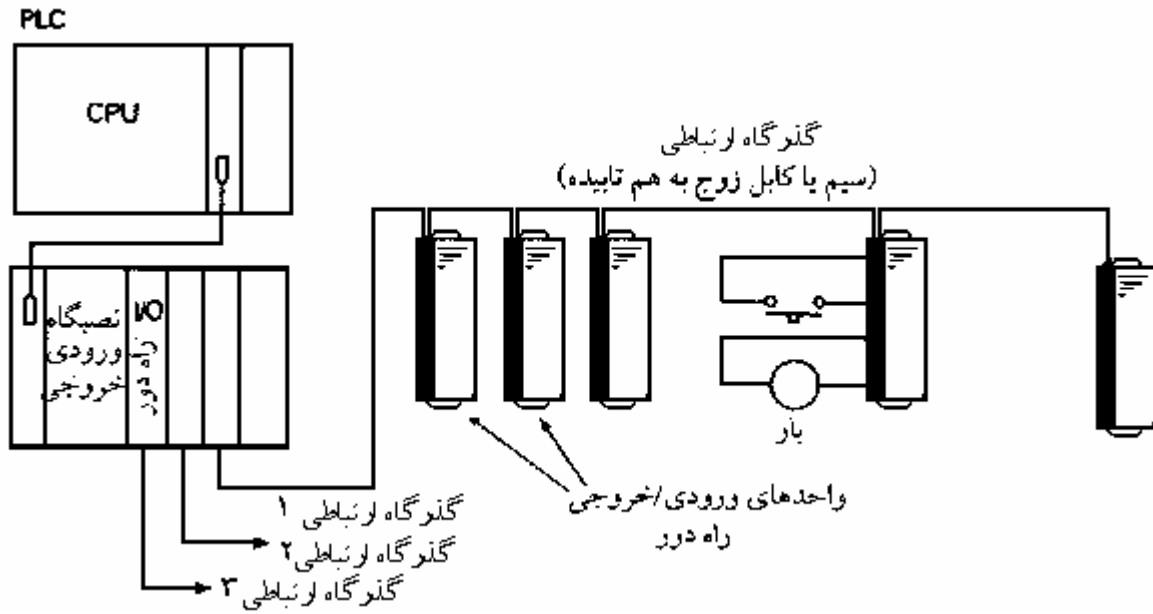 PLC
CPU
گذرگاه ارتباطی
(سیم یا کابل زوج به هم تابیده)
نصبگاه
ورودی
خروجی
I/O
راه دور
بار
واحدهای ورودی/خروجی
راه دور
گذرگاه ارتباطی ۱
گذرگاه ارتباطی ۲
گذرگاه ارتباطی ۳